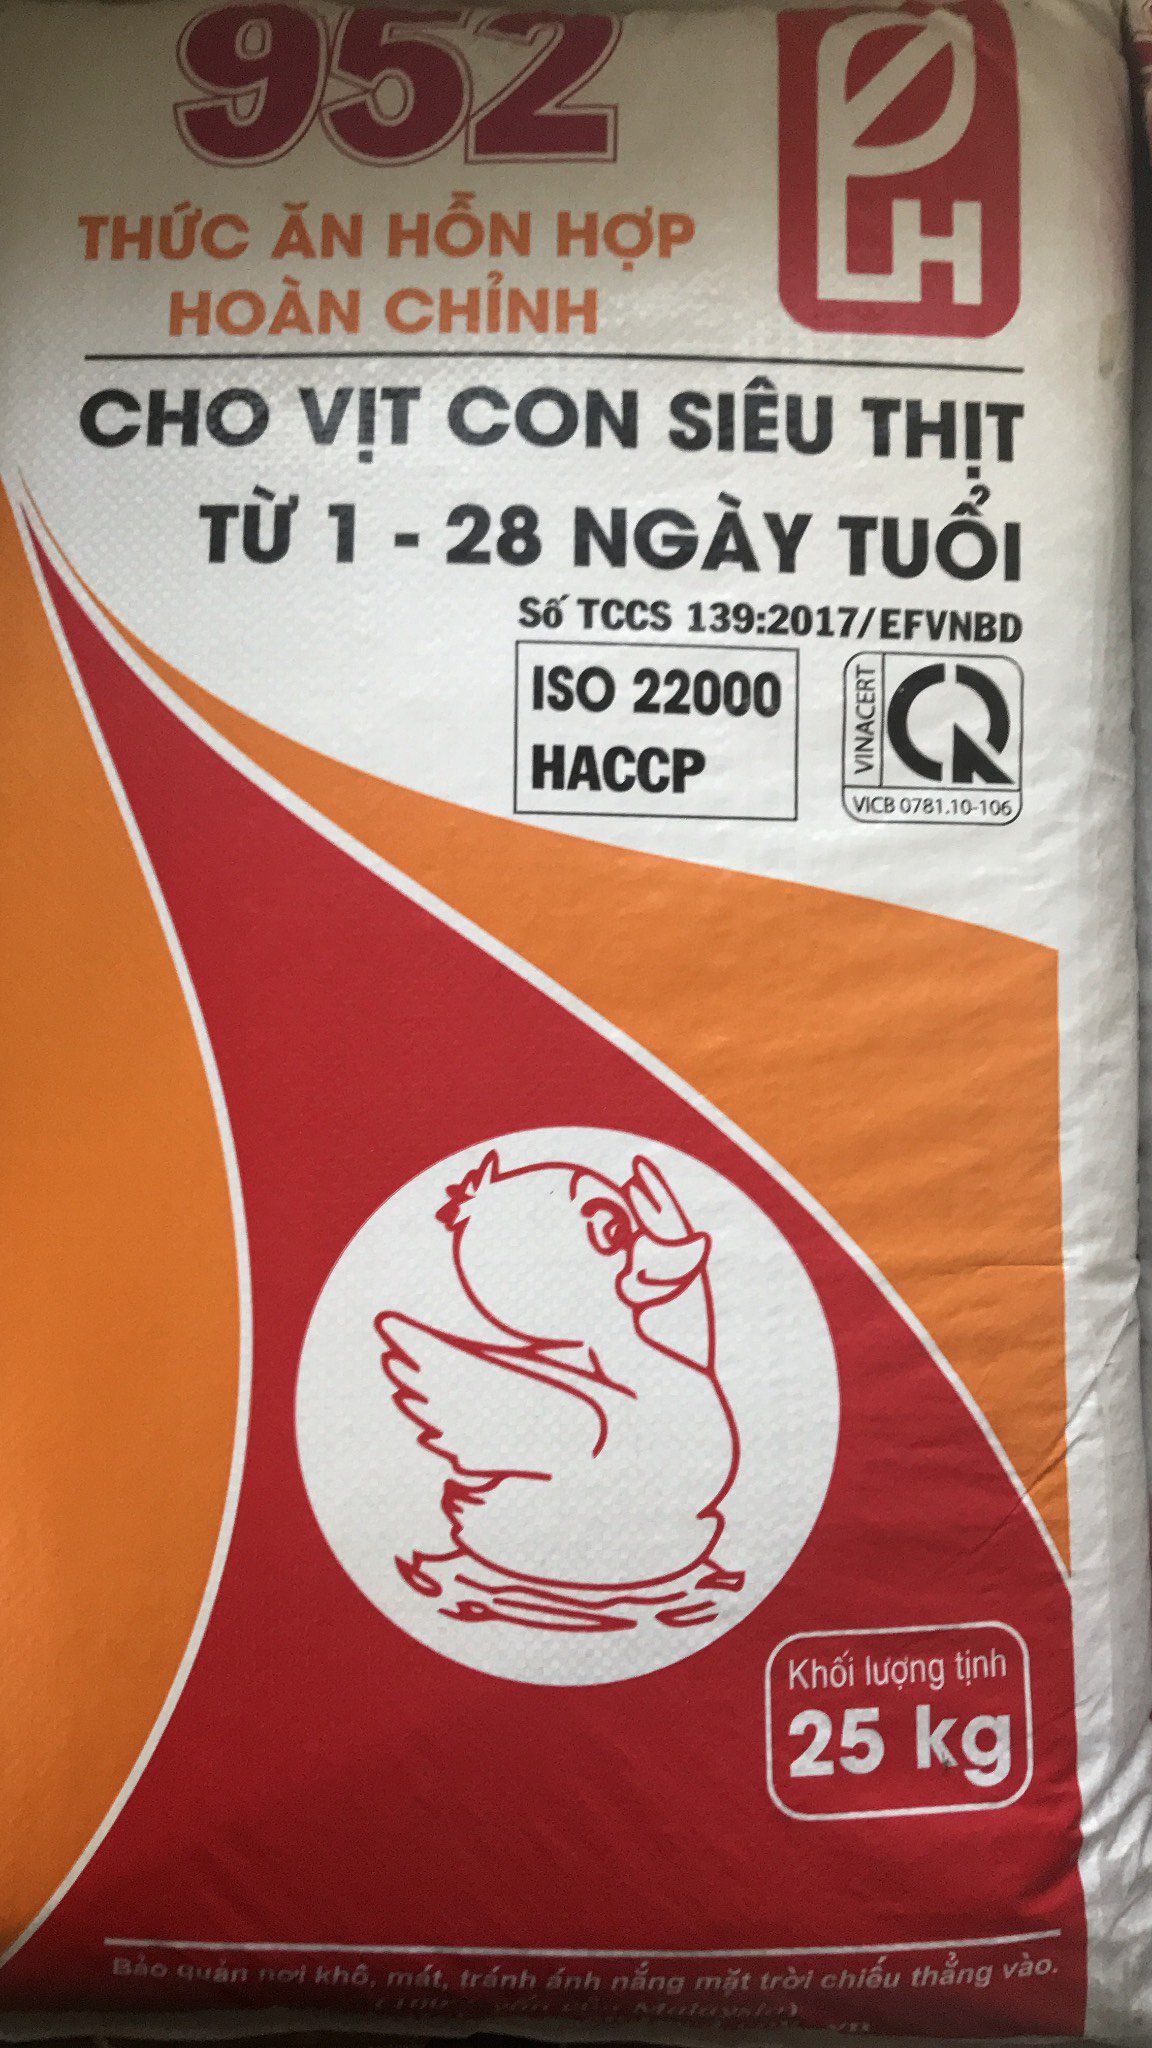 952
THỨC ĂN HỖN HỢP
HOÀN CHỈNH
CHO VỊT CON SIÊU THỊT
TỪ 1 - 28 NGÀY TUỔI
Số TCCS 139:2017/EFVNBD
ISO 22000
HACCP
VINACERT
VICB 0781.10-106
Khối lượng tịnh
25 kg
Bảo quản nơi khô, mát, tránh ánh nắng mặt trời chiếu thẳng vào.